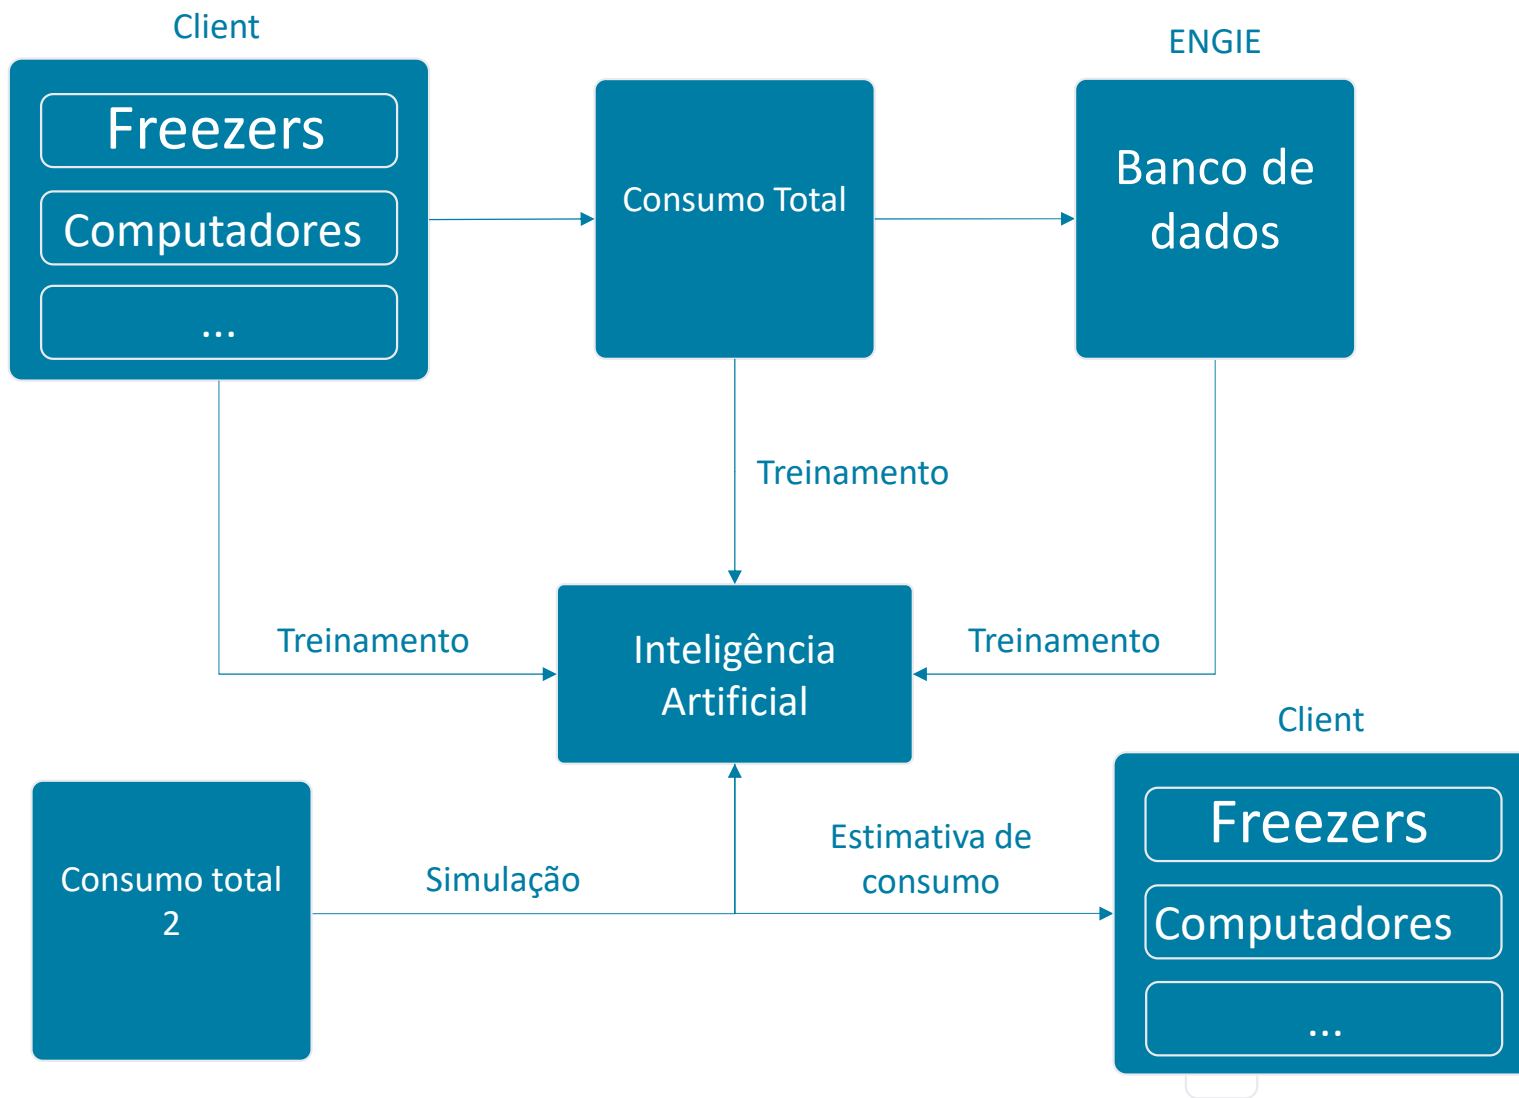 Client
ENGIE
Freezers
Computadores
...
Consumo Total
Banco de
dados
Treinamento
Treinamento
Inteligência
Artificial
Treinamento
Client
Consumo total
2
Simulação
Estimativa de
consumo
Freezers
Computadores
...